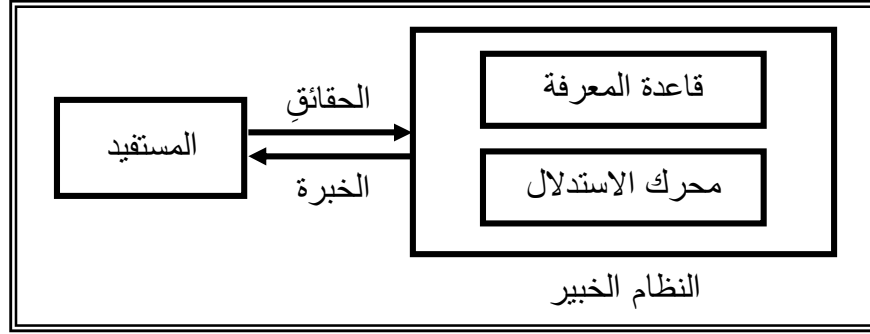 قاعدة المعرفة
الحقائقِ
المستفيد
محرك الاستدلال
الخبرة
النظام الخبير